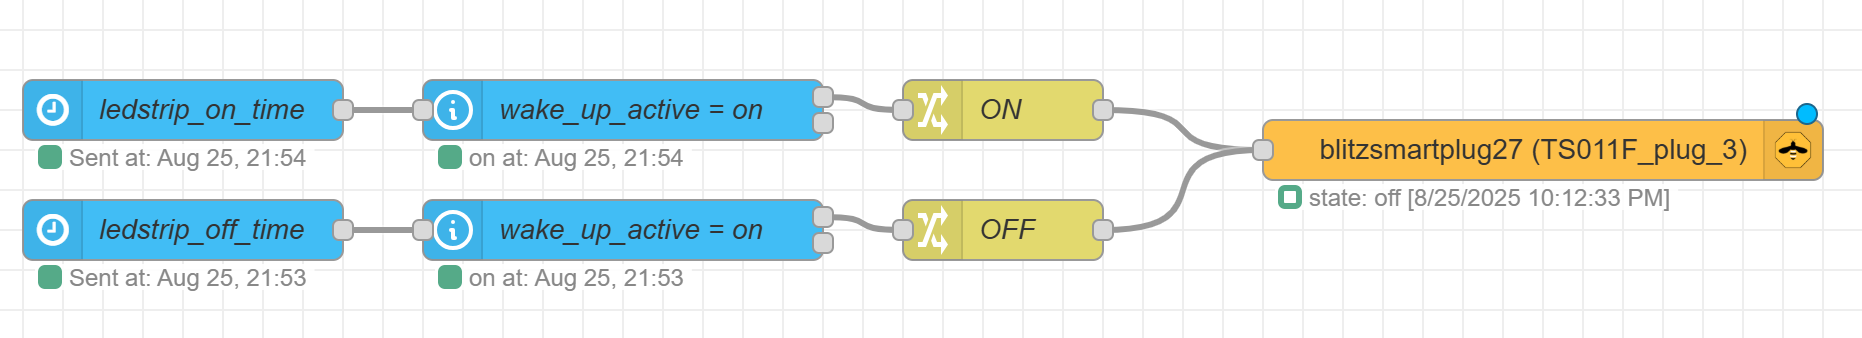 ledstrip_on_time
wake_up_active = on
ON
Sent at: Aug 25, 21:54
on at: Aug 25, 21:54
blitzsmartplug27 (TS011F_plug_3)
state: off [8/25/2025 10:12:33 PM]
ledstrip_off_time
wake_up_active = on
OFF
Sent at: Aug 25, 21:53
on at: Aug 25, 21:53